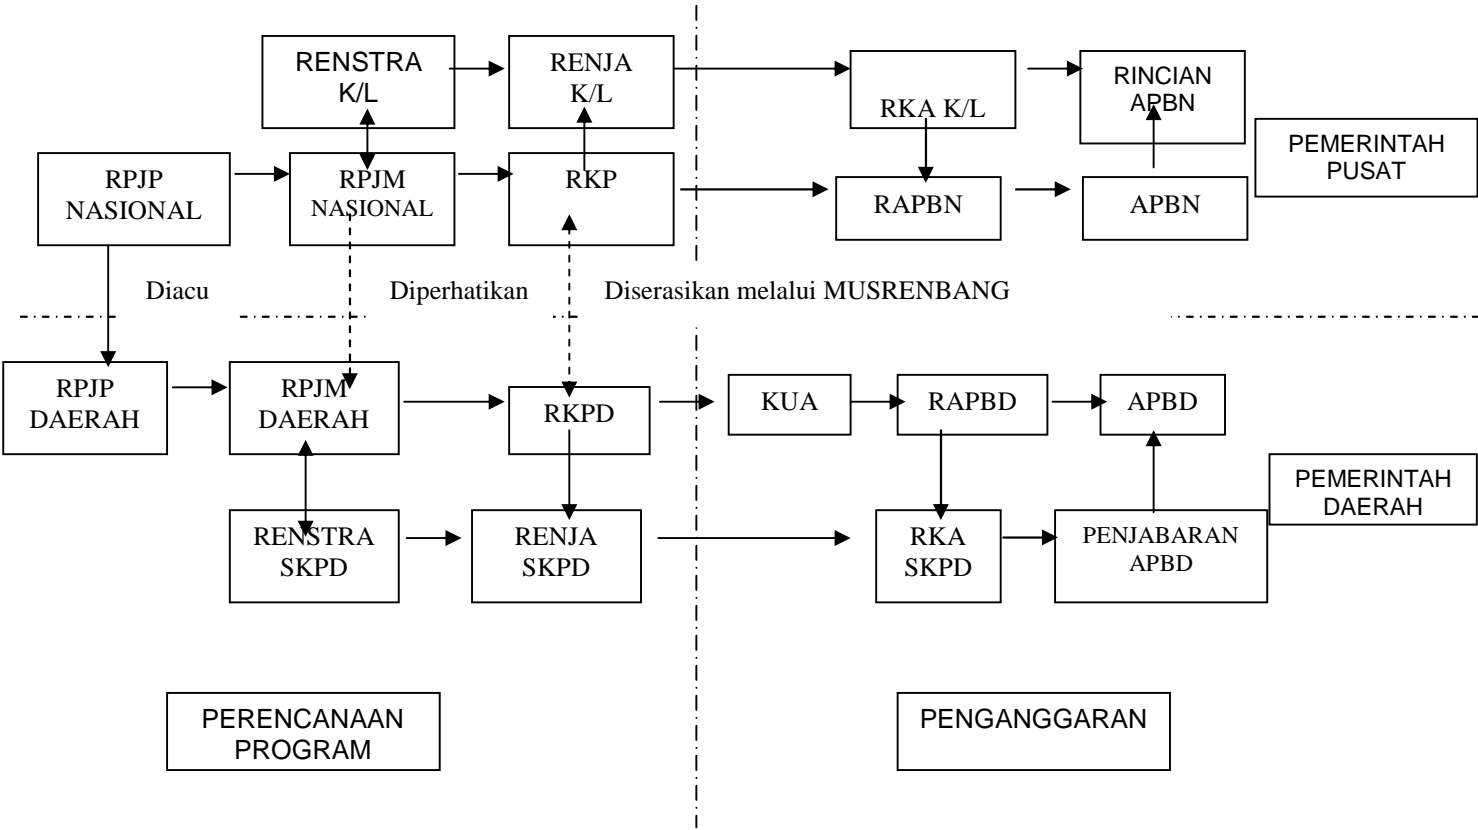 RENSTRA
K/L
RENJA
K/L
RKA K/L
RINCIAN
APBN
PEMERINTAH
PUSAT
RPJP
NASIONAL
RPJM
NASIONAL
RKP
RAPBN
APBN
Diacu
Diperhatikan
Diserasikan melalui MUSRENBANG
RPJP
DAERAH
RPJM
DAERAH
RKPD
KUA
RAPBD
APBD
PEMERINTAH
DAERAH
RENSTRA
SKPD
RENJA
SKPD
RKA
SKPD
PENJABARAN
APBD
PERENCANAAN
PROGRAM
PENGANGGARAN